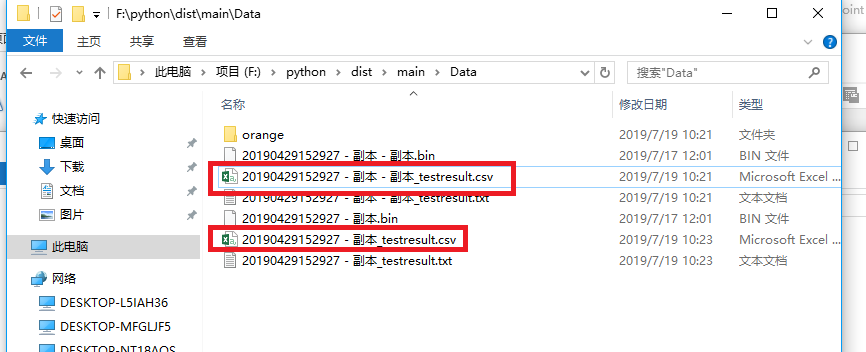 F:\python\dist\main\Data
文件 主页 共享 查看
此电脑 项目 (F:) python dist main Data 搜索"Data"
名称 修改日期 类型
快速访问
桌面
下载
文档
图片
此电脑
网络
DESKTOP-L5IAH36
DESKTOP-MFGLJF5
DESKTOP-NT18AOS
orange 2019/7/19 10:21 文件夹
20190429152927 - 副本 - 副本.bin 2019/7/17 12:01 BIN 文件
20190429152927 - 副本 - 副本_testresult.csv 2019/7/19 10:21 Microsoft Excel ...
20190429152927 - 副本 - 副本_testresult.txt 2019/7/19 10:21 文本文档
20190429152927 - 副本.bin 2019/7/17 12:01 BIN 文件
20190429152927 - 副本_testresult.csv 2019/7/19 10:23 Microsoft Excel ...
20190429152927 - 副本_testresult.txt 2019/7/19 10:23 文本文档